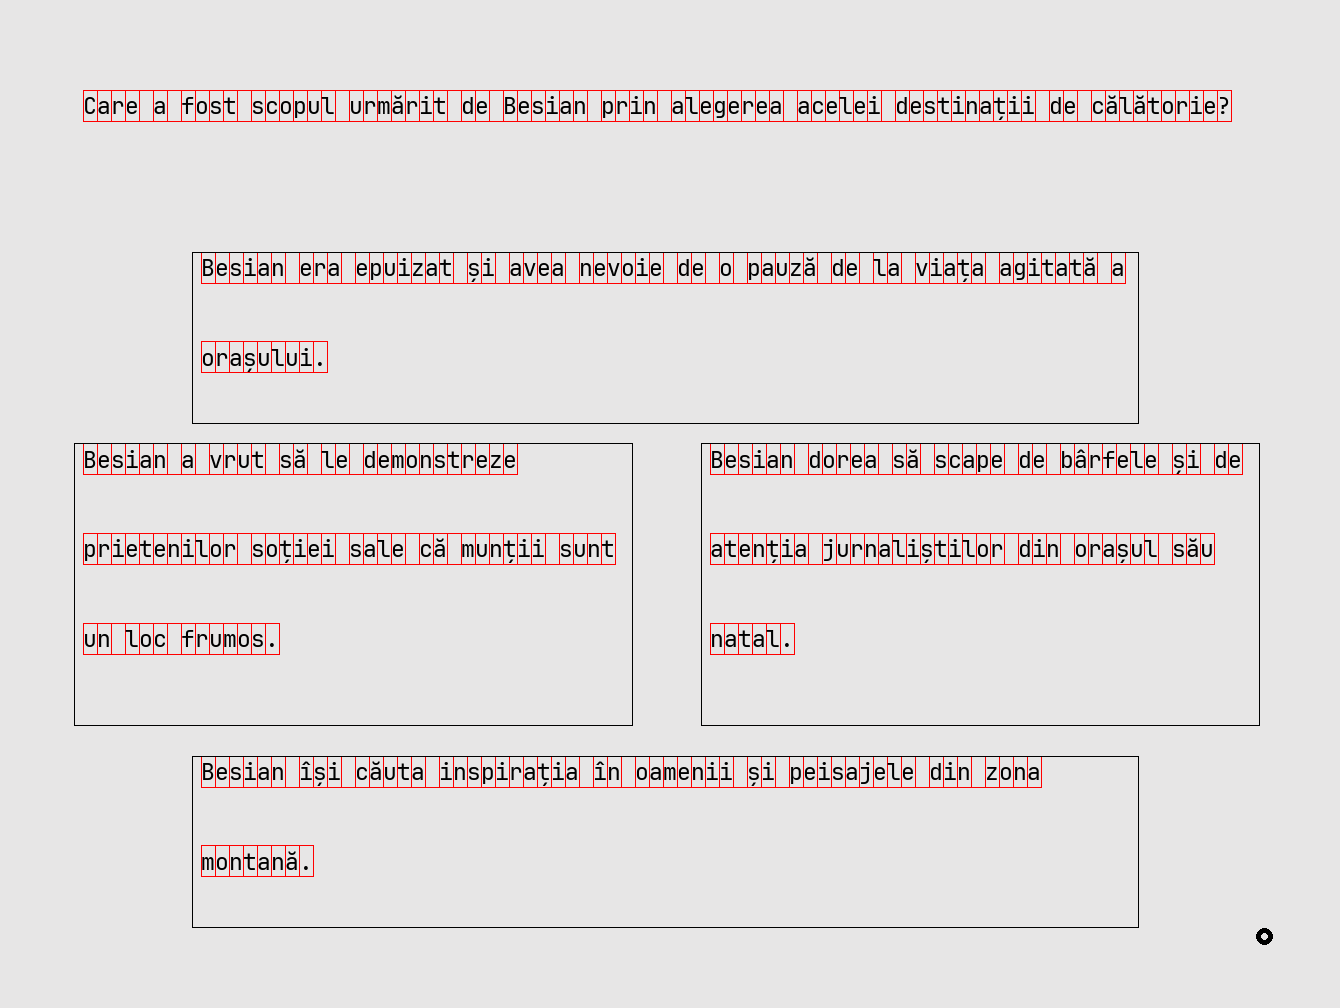 Care a fost scopul urmărit de Besian prin alegerea acelei destinații de călătorie?
Besian era epuizat și avea nevoie de o pauză de la viața agitată a
orașului.
Besian a vrut să le demonstreze
prietenilor soției sale că munții sunt
un loc frumos.
Besian dorea să scape de bârfele și de
atenția jurnaliștilor din orașul său
natal.
Besian își căuta inspirația în oamenii și peisajele din zona
montană.